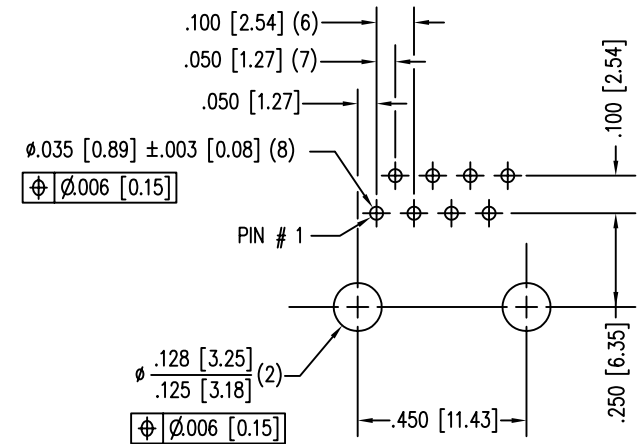 .100 [2.54] (6)
.050 [1.27] (7)
.050 [1.27]
.100 [2.54]
ø.035 [0.89] ±.003 [0.08] (8)
⌖ Ø.006 [0.15]
PIN # 1
ø .128 [3.25]
.125 [3.18] (2)
⌖ Ø.006 [0.15]
.450 [11.43]
.250 [6.35]